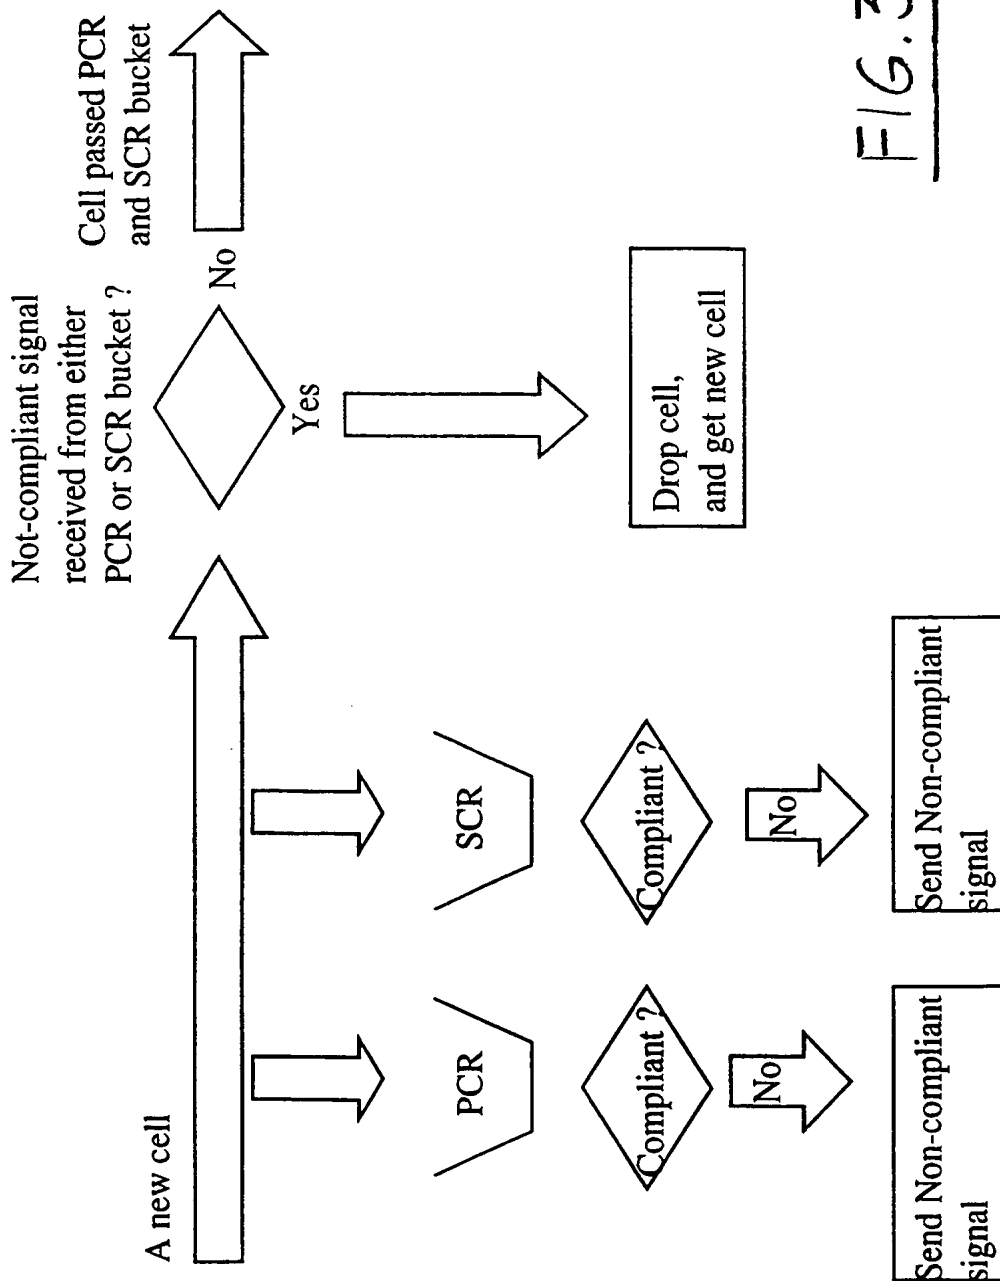 A new cell
Not-compliant signal
received from either
PCR or SCR bucket ?
Cell passed PCR
and SCR bucket
No
Yes
PCR
SCR
Compliant ?
Compliant ?
No
No
Drop cell,
and get new cell
Send Non-compliant
signal
Send Non-compliant
signal
FIG. 3